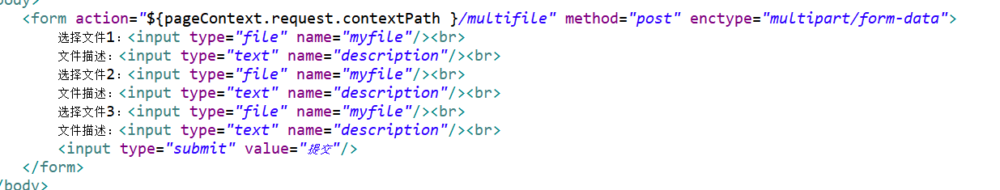 body>
<form action="${pageContext.request.contextPath }/multifile" method="post" enctype="multipart/form-data">
选择文件1：<input type="file" name="myfile"/><br>
文件描述：<input type="text" name="description"/><br>
选择文件2：<input type="file" name="myfile"/><br>
文件描述：<input type="text" name="description"/><br>
选择文件3：<input type="file" name="myfile"/><br>
文件描述：<input type="text" name="description"/><br>
<input type="submit" value="提交"/>
</form>
/body>